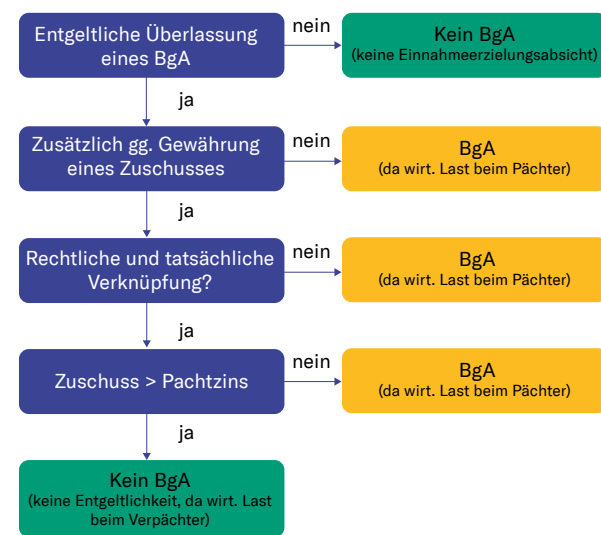 Entgeltliche Überlassung
eines BgA
nein
Kein BgA
(keine Einnahmeerzielungsabsicht)
ja
Zusätzlich gg. Gewährung
eines Zuschusses
nein
BgA
(da wirt. Last beim Pächter)
ja
Rechtliche und tatsächliche
Verknüpfung?
nein
BgA
(da wirt. Last beim Pächter)
ja
Zuschuss > Pachtzins
nein
BgA
(da wirt. Last beim Pächter)
ja
Kein BgA
(keine Entgeltlichkeit, da wirt. Last
beim Verpächter)